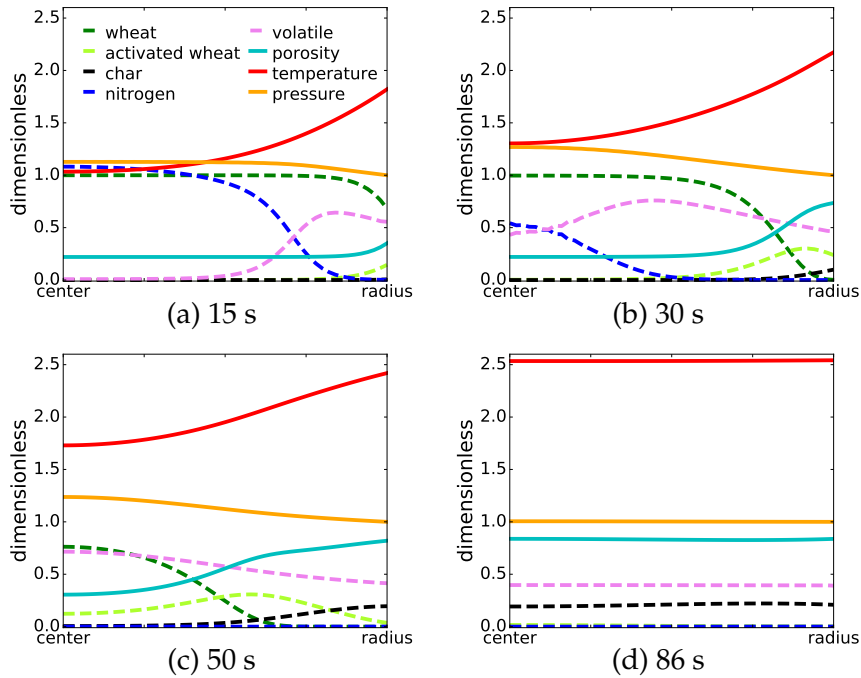 2.5
2.0
1.5
1.0
0.5
0.0
dimensionless
wheat
activated wheat
char
nitrogen
volatile
porosity
temperature
pressure
center
radius
(a) 15 s
2.5
2.0
1.5
1.0
0.5
0.0
dimensionless
center
radius
(b) 30 s
2.5
2.0
1.5
1.0
0.5
0.0
dimensionless
center
radius
(c) 50 s
2.5
2.0
1.5
1.0
0.5
0.0
dimensionless
center
radius
(d) 86 s